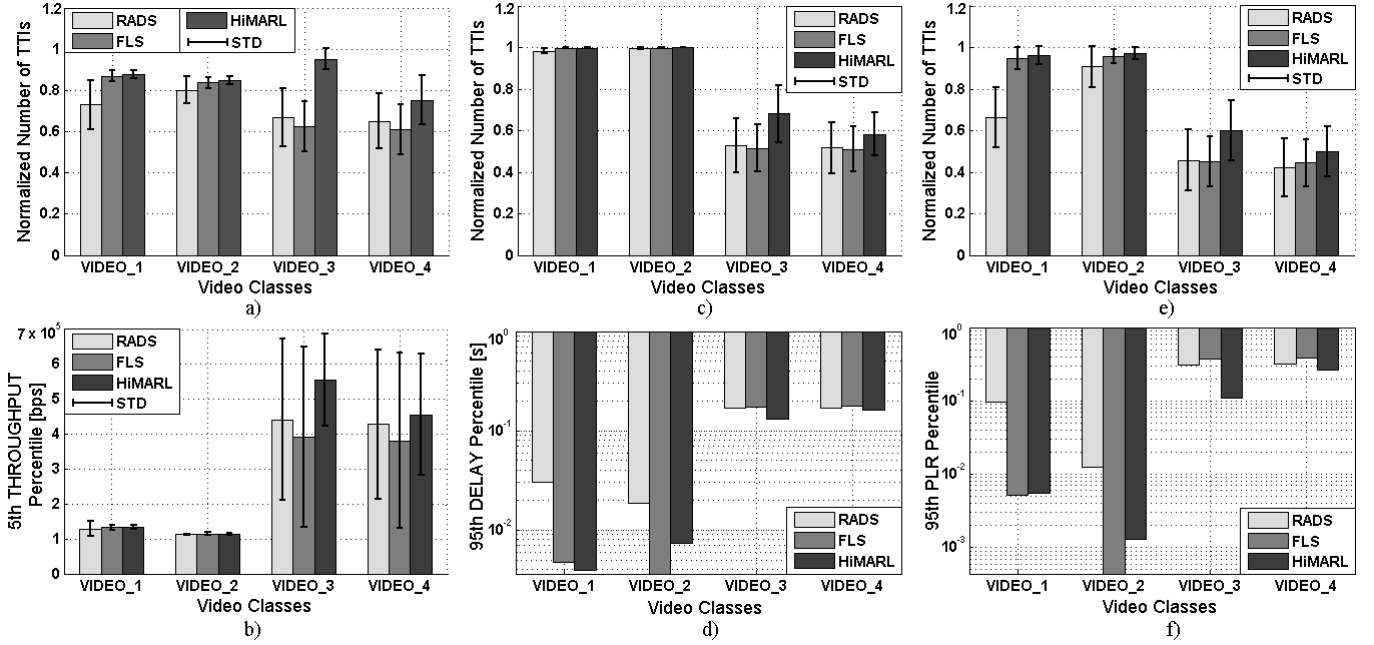 1.2
1
0.8
0.6
0.4
0.2
0
Normalized Number of TTIs
RADS
FLS
HiMARL
STD
VIDEO_1 VIDEO_2 VIDEO_3 VIDEO_4
Video Classes
a)
1.2
1
0.8
0.6
0.4
0.2
0
Normalized Number of TTIs
RADS
FLS
HiMARL
STD
VIDEO_1 VIDEO_2 VIDEO_3 VIDEO_4
Video Classes
c)
1.2
1
0.8
0.6
0.4
0.2
0
Normalized Number of TTIs
RADS
FLS
HiMARL
STD
VIDEO_1 VIDEO_2 VIDEO_3 VIDEO_4
Video Classes
e)
7 x 10⁵
6
5
4
3
2
1
0
5th THROUGHPUT
Percentile [bps]
RADS
FLS
HiMARL
STD
VIDEO_1 VIDEO_2 VIDEO_3 VIDEO_4
Video Classes
b)
10⁰
10⁻¹
10⁻²
95th DELAY Percentile [s]
RADS
FLS
HiMARL
VIDEO_1 VIDEO_2 VIDEO_3 VIDEO_4
Video Classes
d)
10⁰
10⁻¹
10⁻²
10⁻³
95th PLR Percentile
RADS
FLS
HiMARL
VIDEO_1 VIDEO_2 VIDEO_3 VIDEO_4
Video Classes
f)